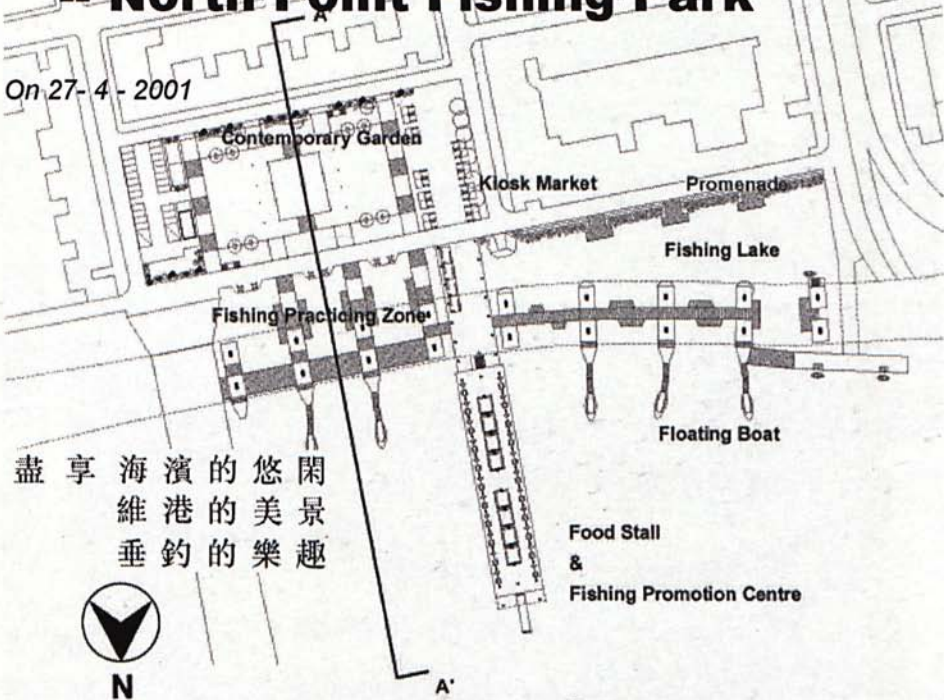 -- North Point Fishing Park
A
On 27- 4 - 2001
Contemporary Garden
Kiosk Market
Promenade
Fishing Lake
Fishing Practicing Zone
Floating Boat
盡享海濱的悠閑
維港的美景
垂釣的樂趣
Food Stall
&
Fishing Promotion Centre
N
A'